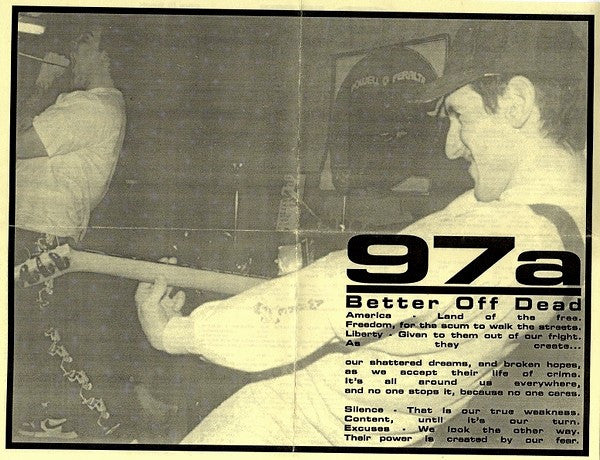 POWELL PERALTA
97a
Better Off Dead
America - Land of the free.
Freedom, for the scum to walk the streets.
Liberty - Given to them out of our fright.
As they create...
our shattered dreams, and broken hopes,
as we accept their life of crime.
It's all around us everywhere,
and no one stops it, because no one cares.
Silence - That is our true weakness.
Content, until it's our turn.
Excuses - We look the other way.
Their power is created by our fear.